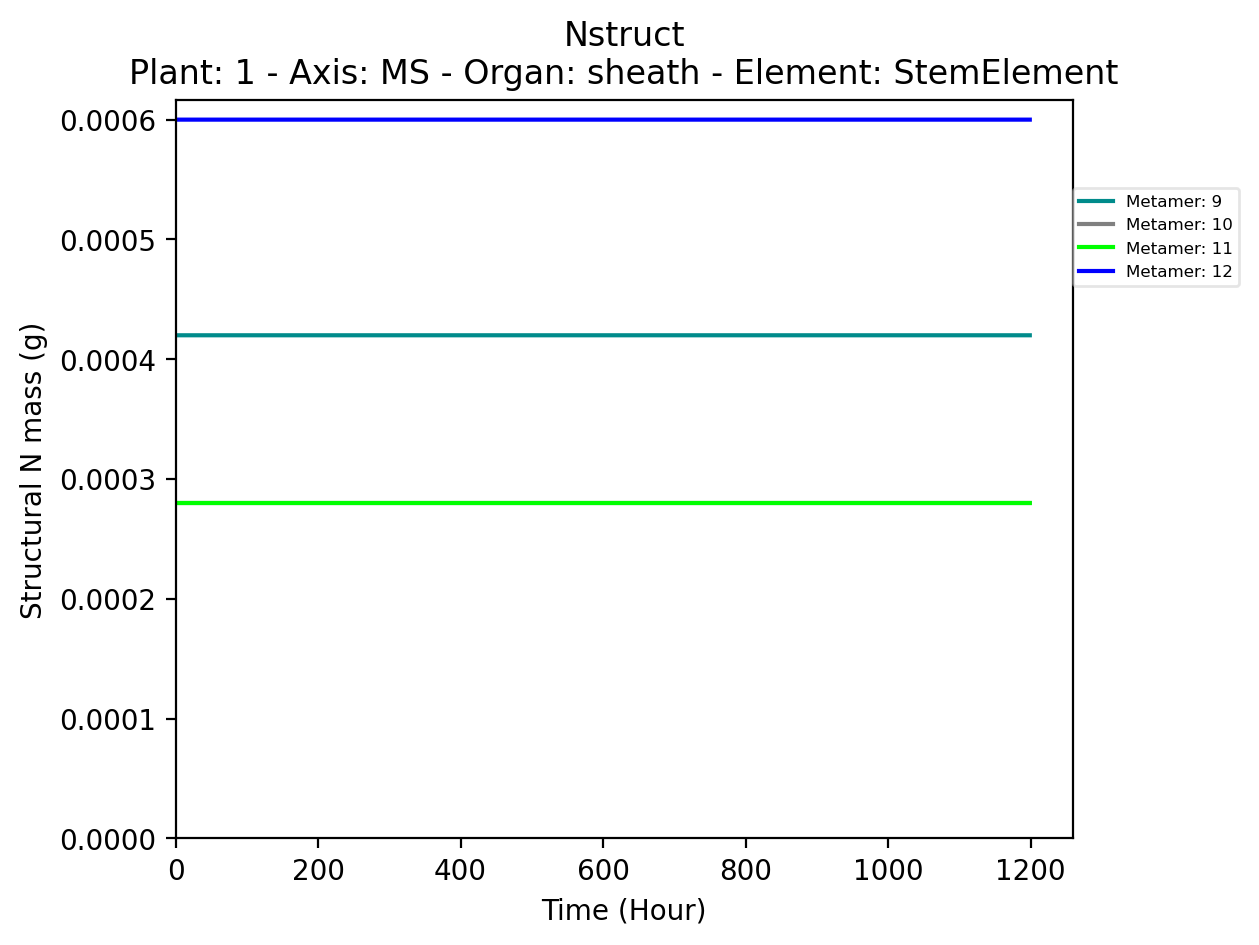 Nstruct
Plant: 1 - Axis: MS - Organ: sheath - Element: StemElement
0.0006
0.0005
0.0004
0.0003
0.0002
0.0001
0.0000
Structural N mass (g)
Metamer: 9
Metamer: 10
Metamer: 11
Metamer: 12
0 200 400 600 800 1000 1200
Time (Hour)